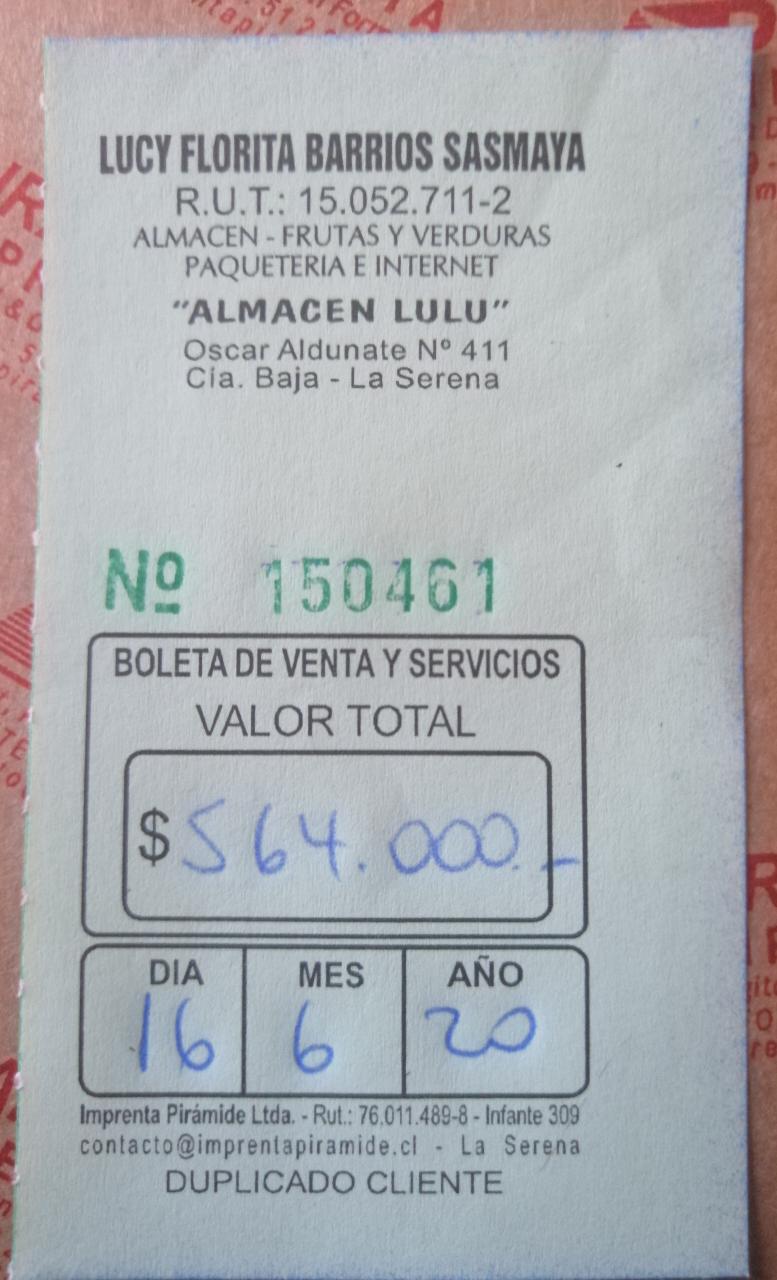 LUCY FLORITA BARRIOS SASMAYA
R.U.T.: 15.052.711-2
ALMACEN - FRUTAS Y VERDURAS
PAQUETERIA E INTERNET
"ALMACEN LULU"
Oscar Aldunate Nº 411
Cía. Baja - La Serena
Nº 150461
BOLETA DE VENTA Y SERVICIOS
VALOR TOTAL
$ 564.000.-
DIA MES AÑO
16 6 20
Imprenta Pirámide Ltda. - Rut.: 76.011.489-8 - Infante 309
contacto@imprentapiramide.cl - La Serena
DUPLICADO CLIENTE